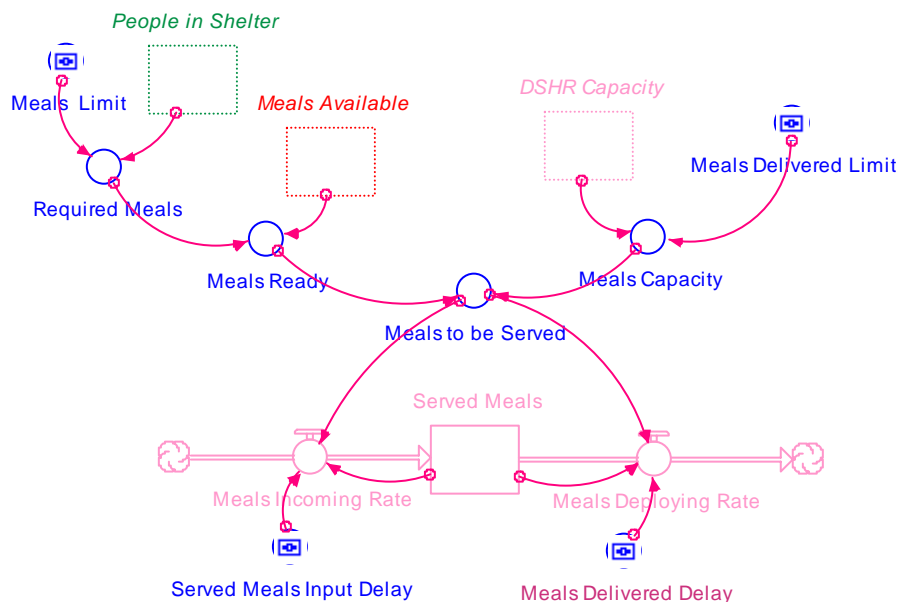 People in Shelter
Meals Limit
Meals Available
DSHR Capacity
Meals Delivered Limit
Required Meals
Meals Ready
Meals Capacity
Meals to be Served
Served Meals
Meals Incoming Rate
Meals Deploying Rate
Served Meals Input Delay
Meals Delivered Delay